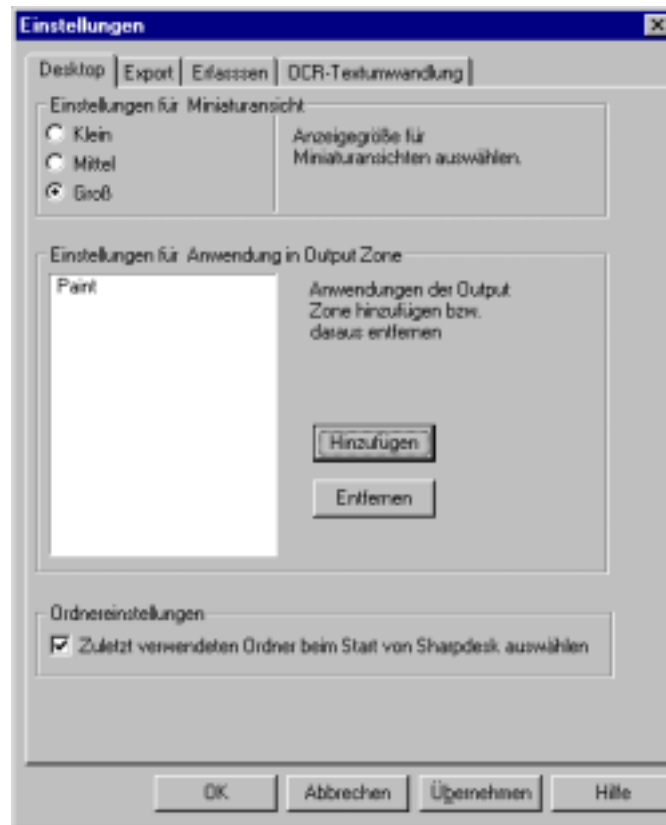 Einstellungen
Desktop Export Erfasssen OCR-Textumwandlung
Einstellungen für Miniaturansicht
Klein
Mittel
Groß
Anzeigegröße für
Miniaturansichten auswählen.
Einstellungen für Anwendung in Output Zone
Paint
Anwendungen der Output
Zone hinzufügen bzw.
daraus entfernen
Hinzufügen
Entfernen
Ordnereinstellungen
Zuletzt verwendeten Ordner beim Start von Sharpdesk auswählen
OK Abbrechen Übernehmen Hilfe